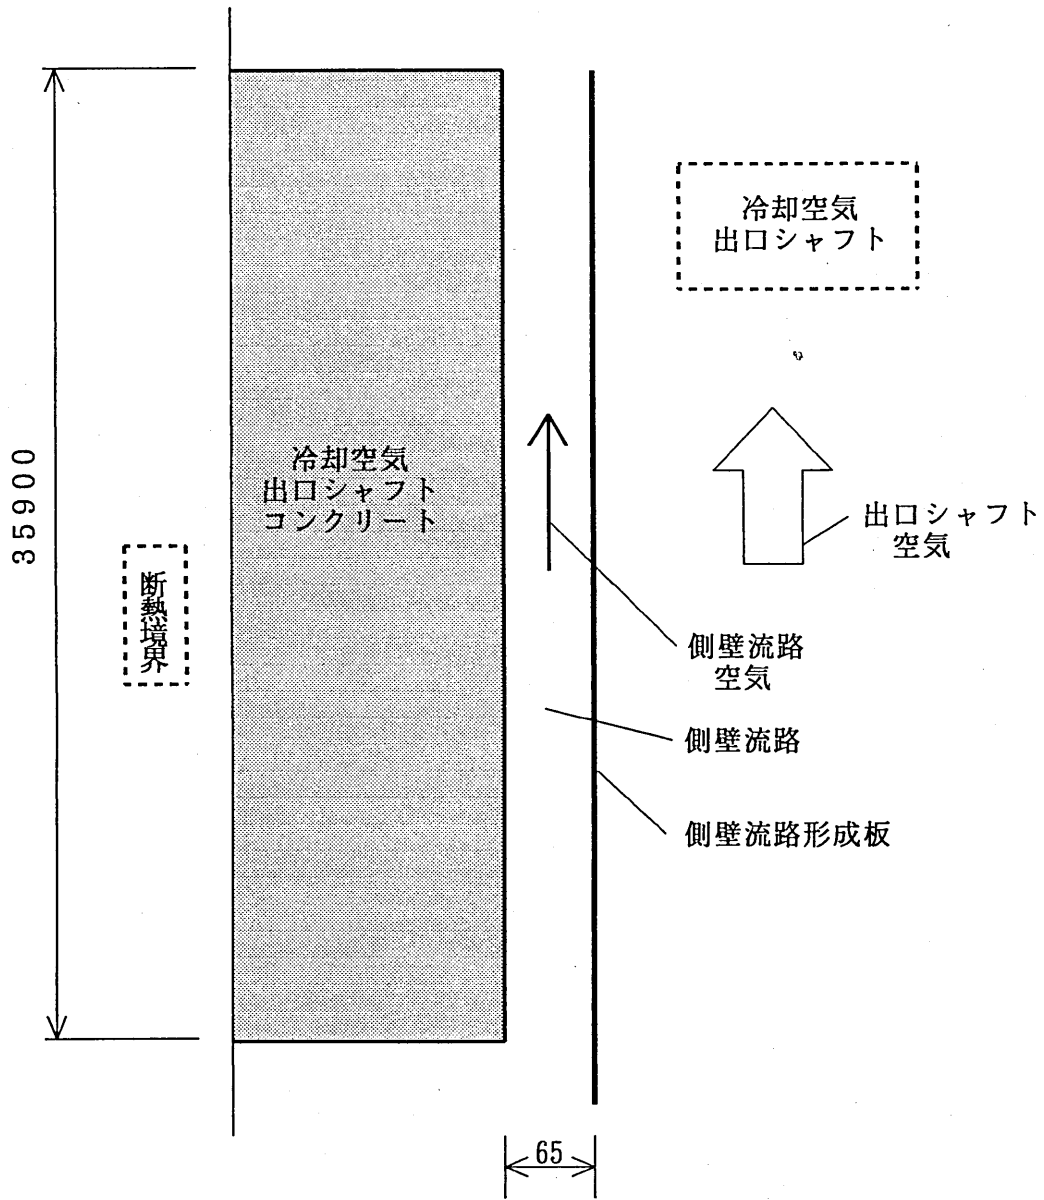 冷却空気
出口シャフト
35900
冷却空気
出口シャフト
コンクリート
断熱境界
出口シャフト
空気
側壁流路
空気
側壁流路
側壁流路形成板
65